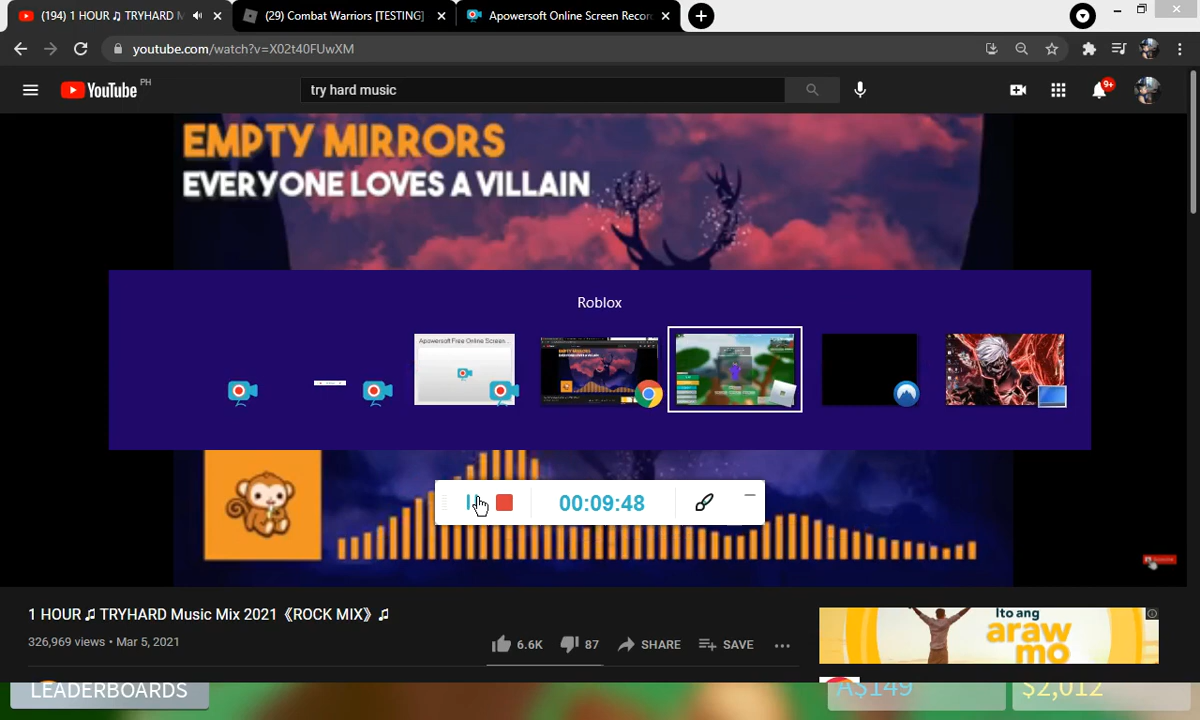 (194) 1 HOUR ♫ TRYHARD M
(29) Combat Warriors [TESTING]
Apowersoft Online Screen Recor
youtube.com/watch?v=X02t40FUwXM
YouTube PH
try hard music
9+
EMPTY MIRRORS
EVERYONE LOVES A VILLAIN
Roblox
Apowersoft Free Online Screen...
00:09:48
1 HOUR ♫ TRYHARD Music Mix 2021《ROCK MIX》♫
326,969 views • Mar 5, 2021
6.6K
87
SHARE
SAVE
Ito ang
araw
mo
LEADERBOARDS
A$149
$2,012